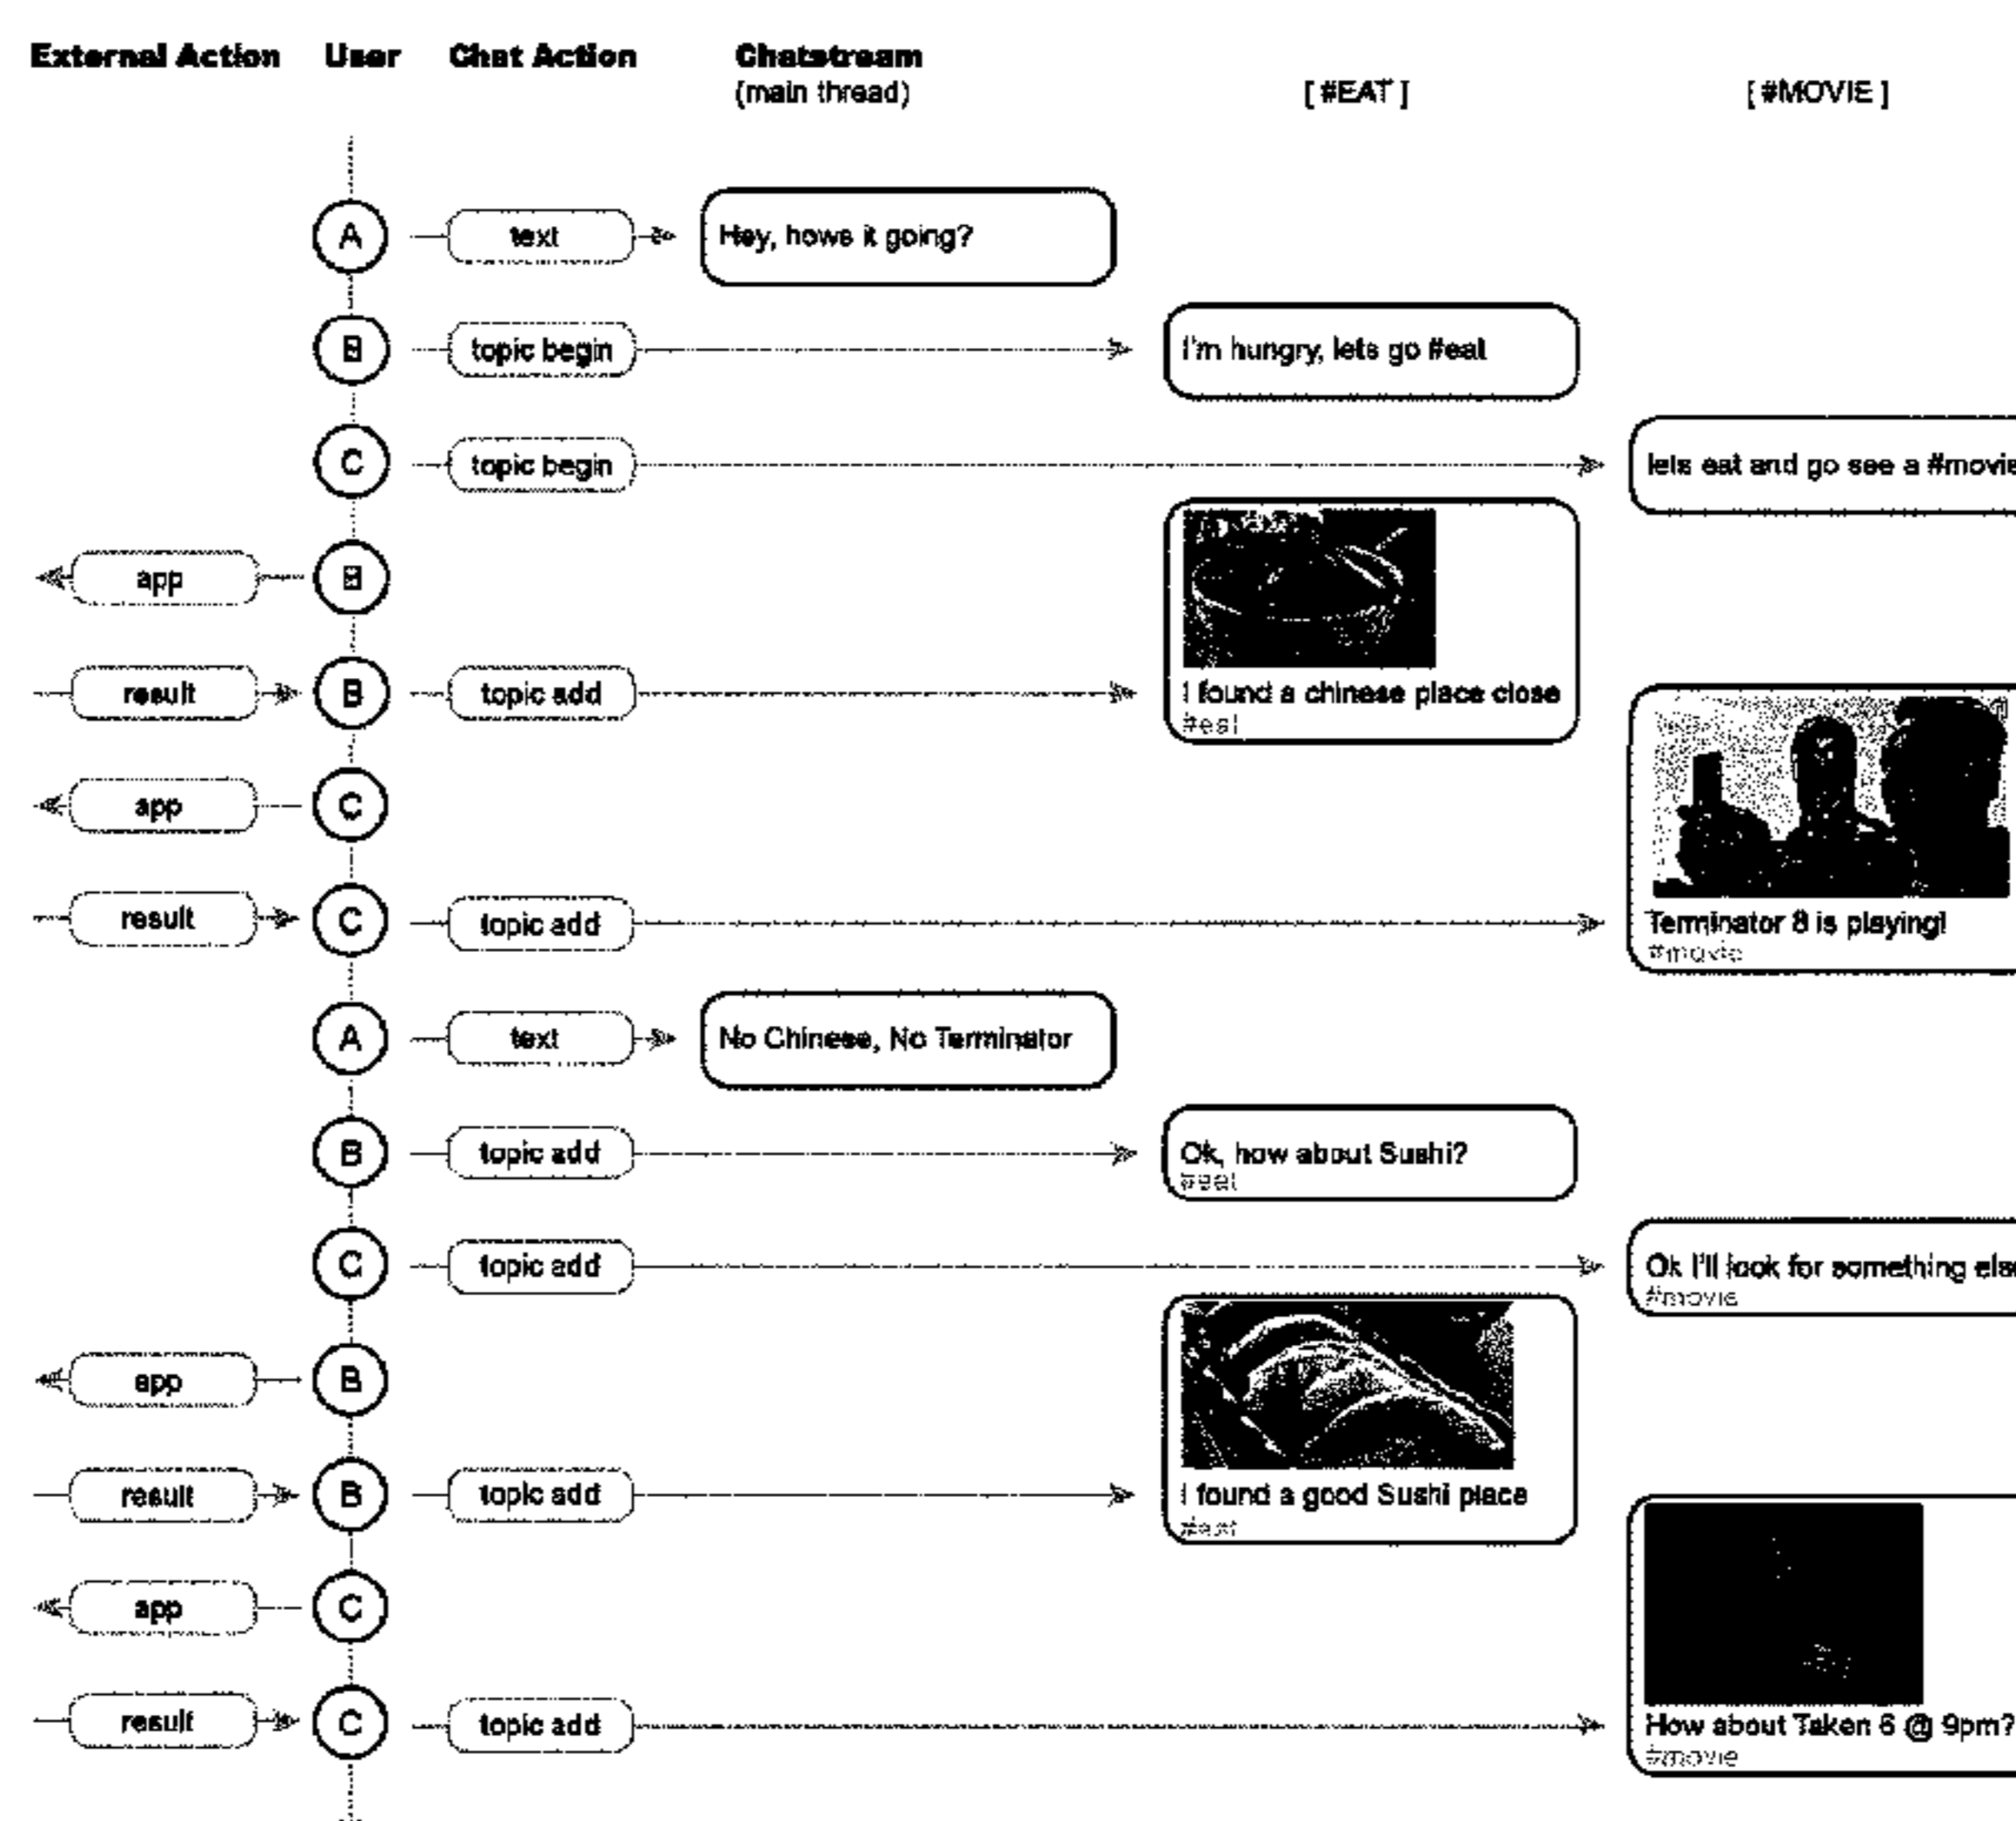 External Action User Chat Action Chatstream
(main thread) [ #EAT ] [ #MOVIE ]
A text Hey, hows it going?
B topic begin I'm hungry, lets go #eat
C topic begin lets eat and go see a #movie
app B
result B topic add I found a chinese place close
#eat
app C
result C topic add Terminator 8 is playing!
#movie
A text No Chinese, No Terminator
B topic add Ok, how about Sushi?
#eat
C topic add Ok I'll look for something
#movie
app B
result B topic add I found a good Sushi place
#eat
app C
result C topic add How about Taken 6 @ 9pm?
#movie